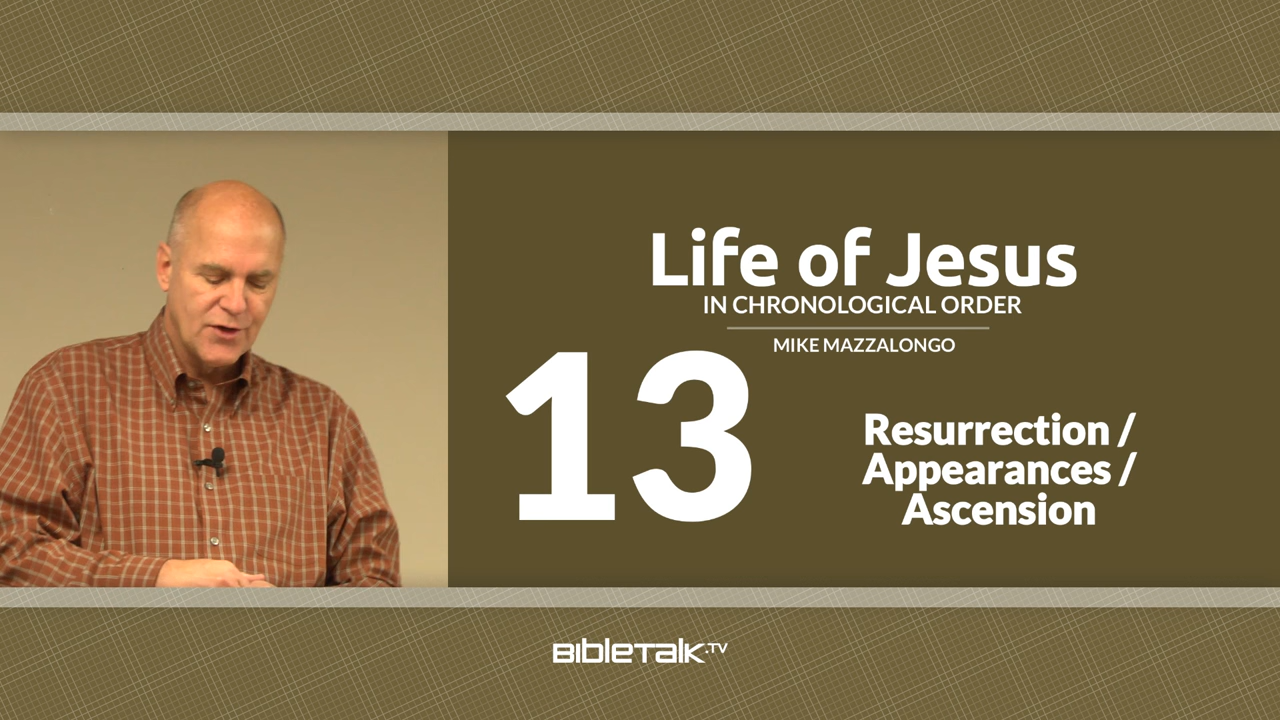 Life of Jesus
IN CHRONOLOGICAL ORDER
MIKE MAZZALONGO
13
Resurrection /
Appearances /
Ascension
BIBLETALK.TV